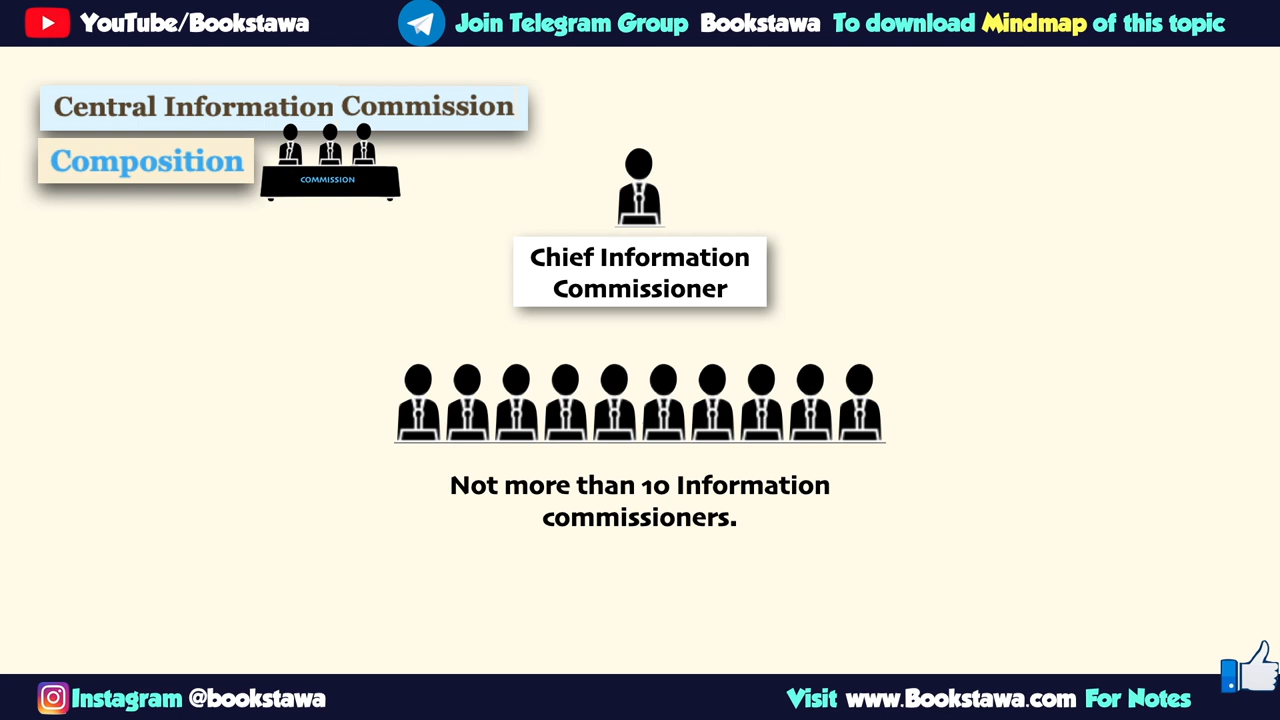 YouTube/Bookstawa
Join Telegram Group Bookstawa To download Mindmap of this topic
Central Information Commission
Composition
COMMISSION
Chief Information
Commissioner
Not more than 10 Information
commissioners.
Instagram @bookstawa
Visit www.Bookstawa.com For Notes